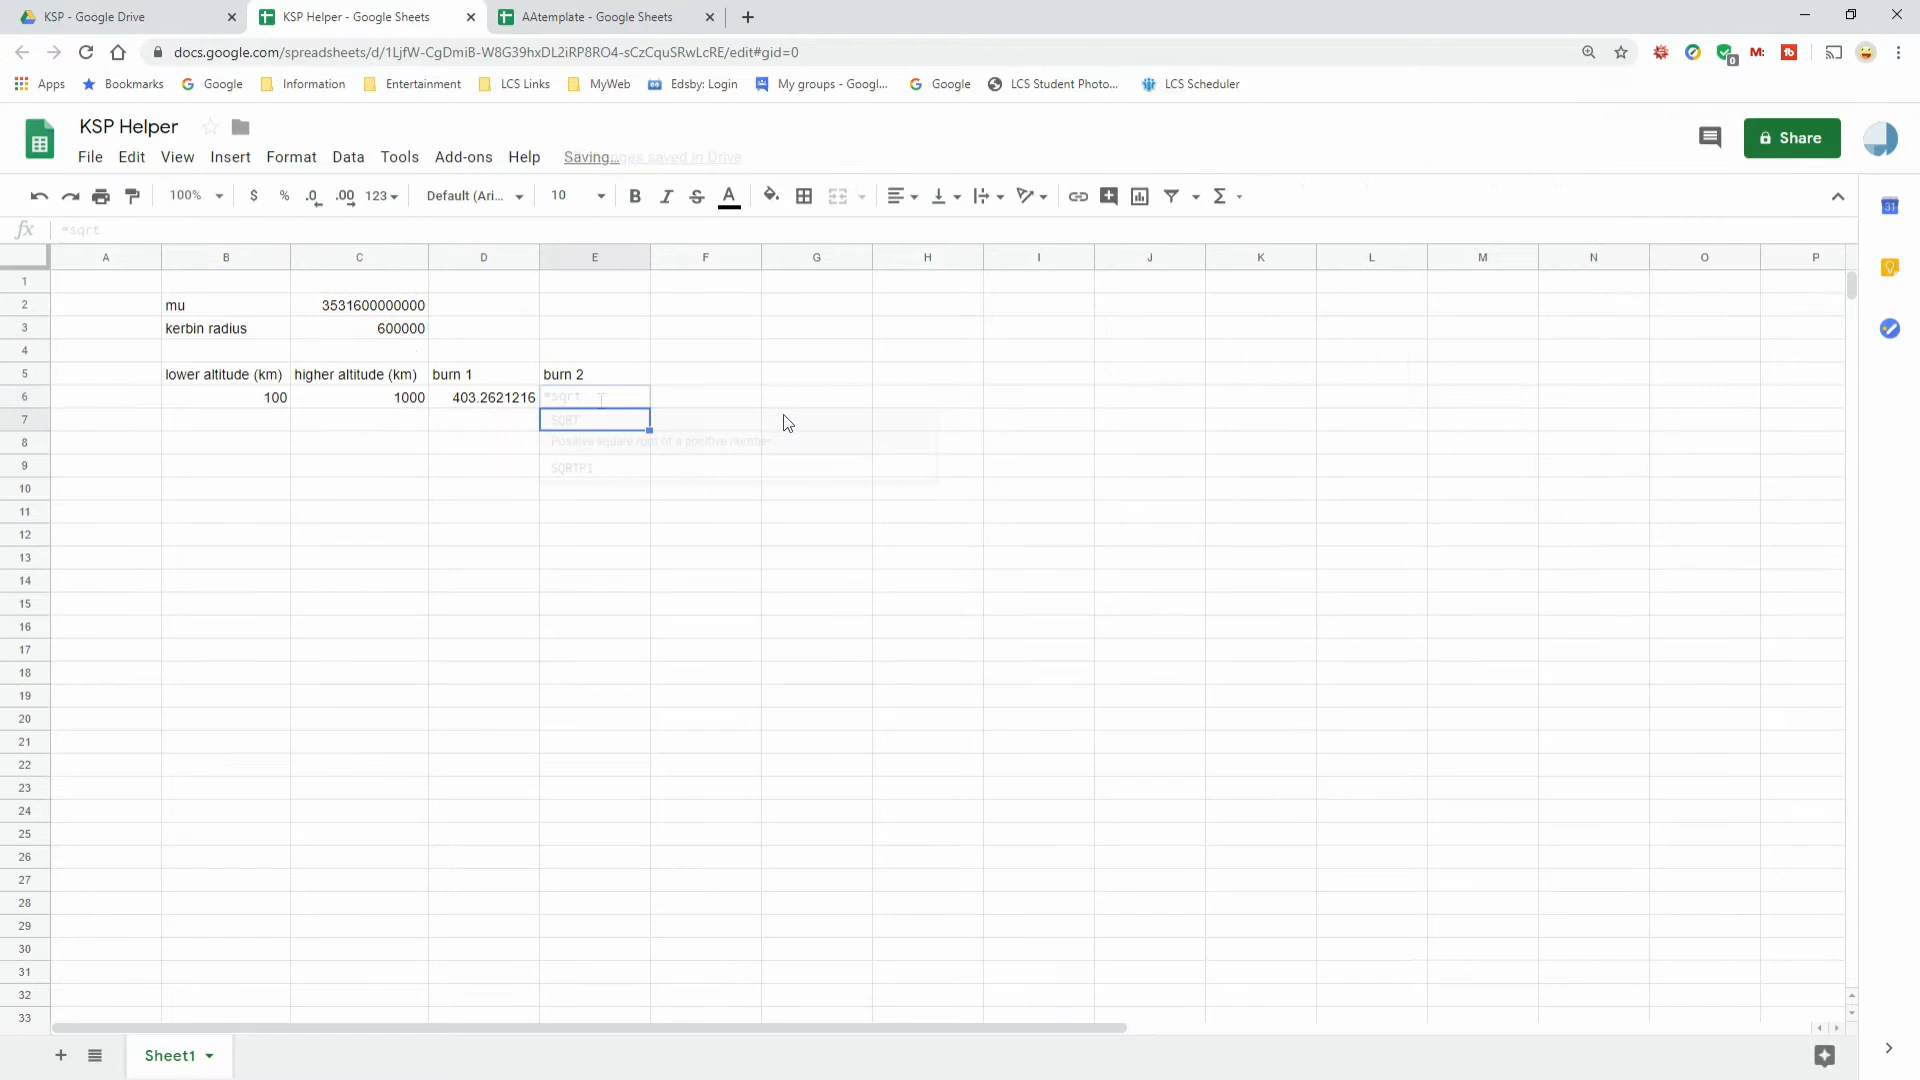 KSP - Google Drive
KSP Helper - Google Sheets
AAtemplate - Google Sheets
docs.google.com/spreadsheets/d/1LjfW-CgDmiB-W8G39hxDL2iRP8RO4-sCzCquSRwLcRE/edit#gid=0
Apps Bookmarks Google Information Entertainment LCS Links MyWeb Edsby: Login My groups - Googl... Google LCS Student Photo... LCS Scheduler
KSP Helper
Share
File Edit View Insert Format Data Tools Add-ons Help Saving...
100% $ % .0 .00 123 Default (Ari... 10 B I S A Σ
fx =sqrt
A B C D E F G H I J K L M N O P
1
2 mu 3531600000000
3 kerbin radius 600000
4
5 lower altitude (km) higher altitude (km) burn 1 burn 2
6 100 1000 403.2621216 =sqrt
7 SQRT
8 Positive square root of a positive number
9 SQRTPI
10
11
12
13
14
15
16
17
18
19
20
21
22
23
24
25
26
27
28
29
30
31
32
33
Sheet1